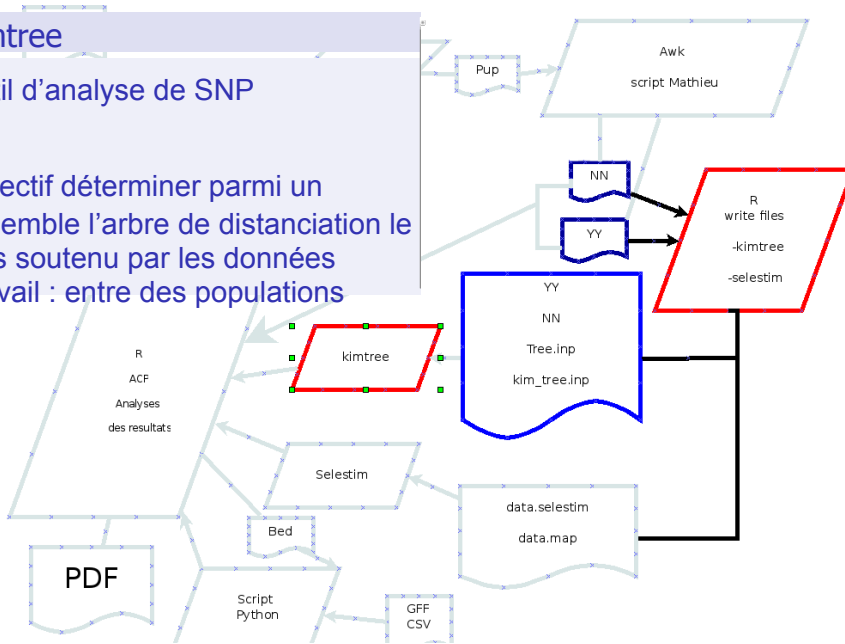 ntree
til d'analyse de SNP
ectif déterminer parmi un
emble l'arbre de distanciation le
s soutenu par les données
vail : entre des populations
Pup
Awk
script Mathieu
NN
YY
R
write files
-kimtree
-selestim
YY
NN
Tree.inp
kim_tree.inp
kimtree
R
ACF
Analyses
des resultats
Selestim
data.selestim
data.map
Bed
PDF
Script
Python
GFF
CSV